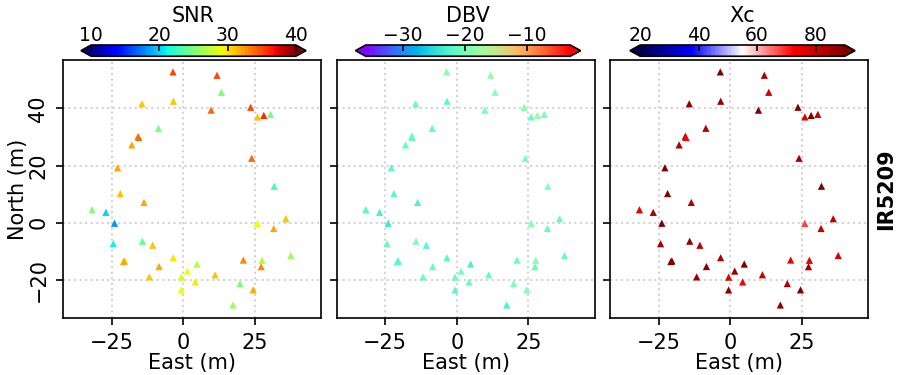 SNR DBV Xc
10 20 30 40 −30 −20 −10 20 40 60 80
North (m)
40
20
0
−20
−25 0 25 −25 0 25 −25 0 25
East (m) East (m) East (m)
IR5209